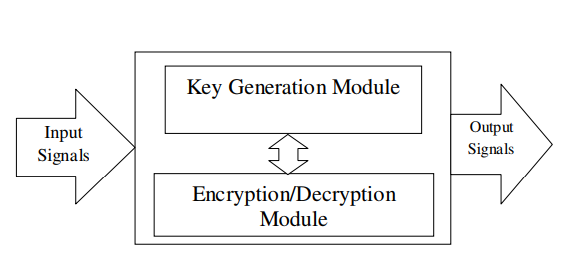 Key Generation Module
Input
Signals
Output
Signals
Encryption/Decryption
Module